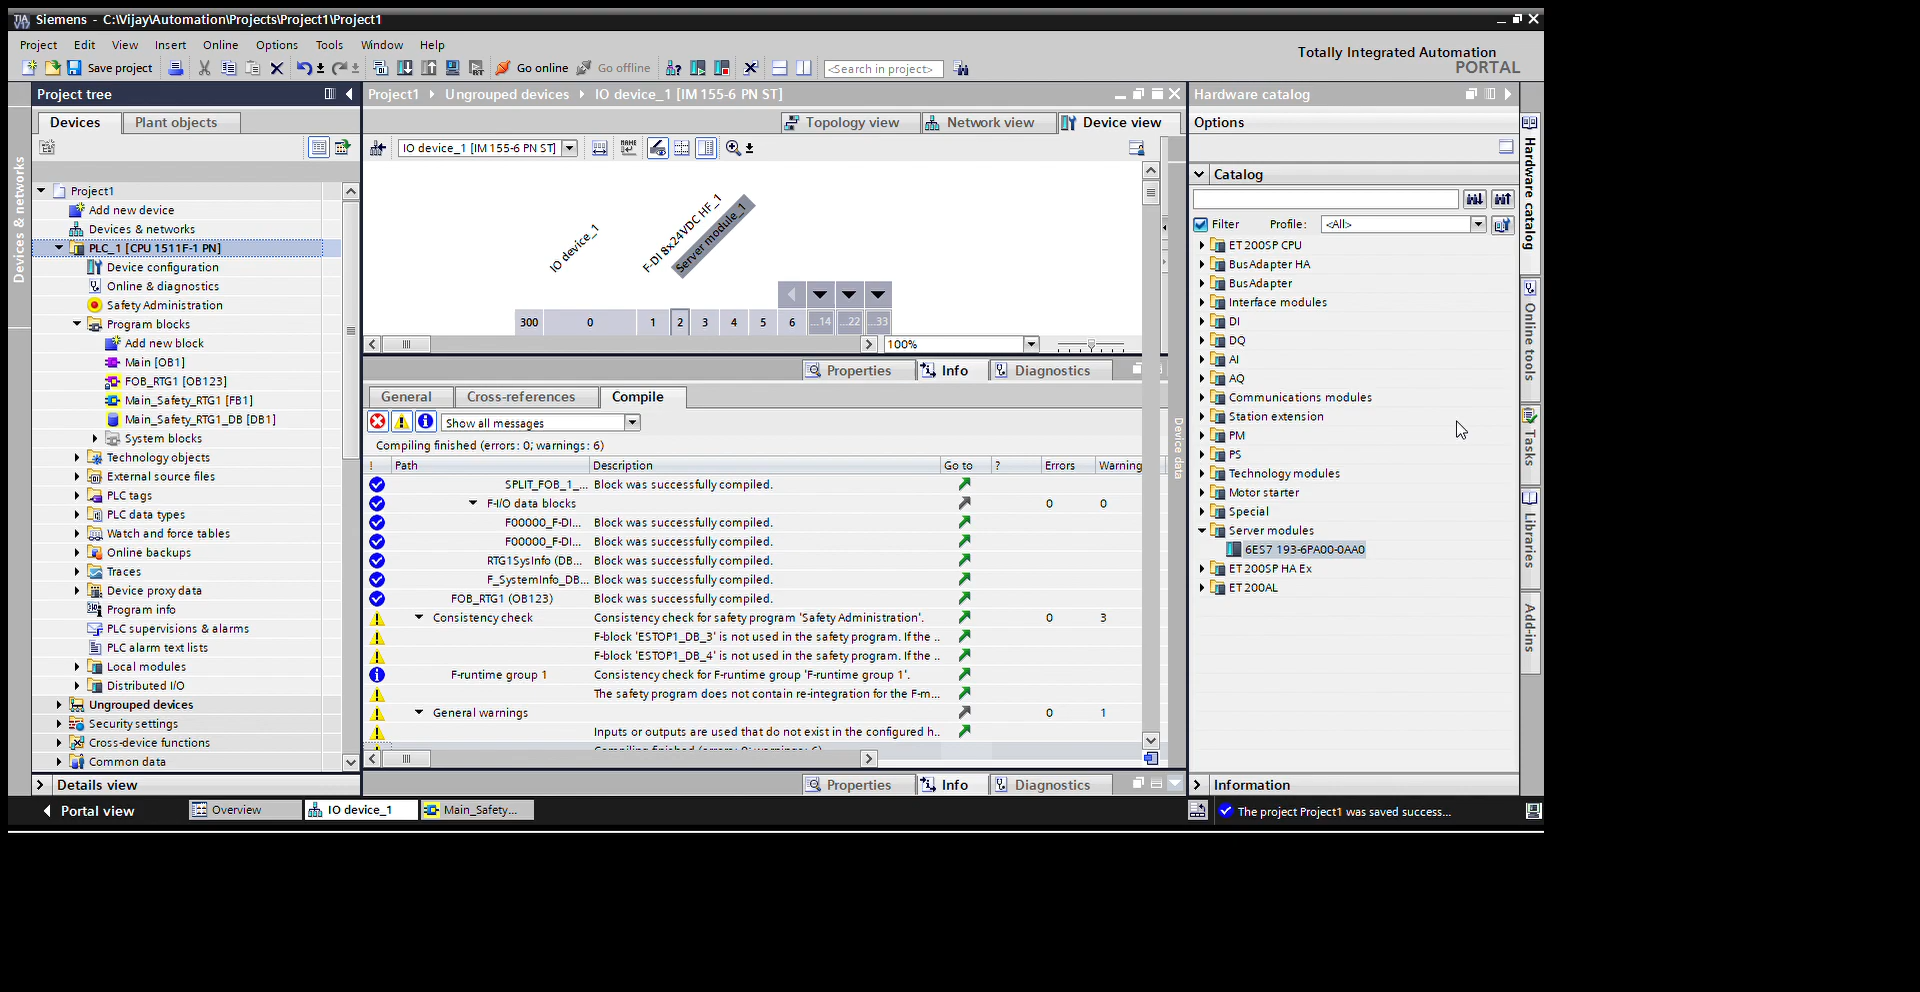 Siemens - C:\Vijay\Automation\Projects\Project1\Project1
Project Edit View Insert Online Options Tools Window Help
Totally Integrated Automation
PORTAL
Save project
Go online
Go offline
<Search in project>
Project tree
Devices
Plant objects
Devices & networks
Project1
Add new device
Devices & networks
PLC_1 [CPU 1511F-1 PN]
Device configuration
Online & diagnostics
Safety Administration
Program blocks
Add new block
Main [OB1]
FOB_RTG1 [OB123]
Main_Safety_RTG1 [FB1]
Main_Safety_RTG1_DB [DB1]
System blocks
Technology objects
External source files
PLC tags
PLC data types
Watch and force tables
Online backups
Traces
Device proxy data
Program info
PLC supervisions & alarms
PLC alarm text lists
Local modules
Distributed I/O
Ungrouped devices
Security settings
Cross-device functions
Common data
Details view
Project1 Ungrouped devices IO device_1 [IM 155-6 PN ST]
Topology view
Network view
Device view
IO device_1 [IM 155-6 PN ST]
IO device_1
F-DI 8x24VDC HF_1
Server module_1
300 0 1 2 3 4 5 6 ...14 ...22 ...33
100%
Device data
Properties
Info
Diagnostics
General
Cross-references
Compile
Show all messages
Compiling finished (errors: 0; warnings: 6)
! Path Description Go to ? Errors Warning
SPLIT_FOB_1_... Block was successfully compiled.
F-I/O data blocks 0 0
F00000_F-DI... Block was successfully compiled.
F00000_F-DI... Block was successfully compiled.
RTG1SysInfo (DB... Block was successfully compiled.
F_SystemInfo_DB... Block was successfully compiled.
FOB_RTG1 (OB123) Block was successfully compiled.
Consistency check Consistency check for safety program 'Safety Administration'. 0 3
F-block 'ESTOP1_DB_3' is not used in the safety program. If the ..
F-block 'ESTOP1_DB_4' is not used in the safety program. If the ..
F-runtime group 1 Consistency check for F-runtime group 'F-runtime group 1'.
The safety program does not contain re-integration for the F-m...
General warnings 0 1
Inputs or outputs are used that do not exist in the configured h..
Compiling finished (errors: 0; warnings: 6)
Properties
Info
Diagnostics
Hardware catalog
Options
Catalog
Filter
Profile: <All>
ET 200SP CPU
BusAdapter HA
BusAdapter
Interface modules
DI
DQ
AI
AQ
Communications modules
Station extension
PM
PS
Technology modules
Motor starter
Special
Server modules
6ES7 193-6PA00-0AA0
ET 200SP HA Ex
ET 200AL
Information
Hardware catalog
Online tools
Tasks
Libraries
Add-ins
Portal view
Overview
IO device_1
Main_Safety...
The project Project1 was saved success...